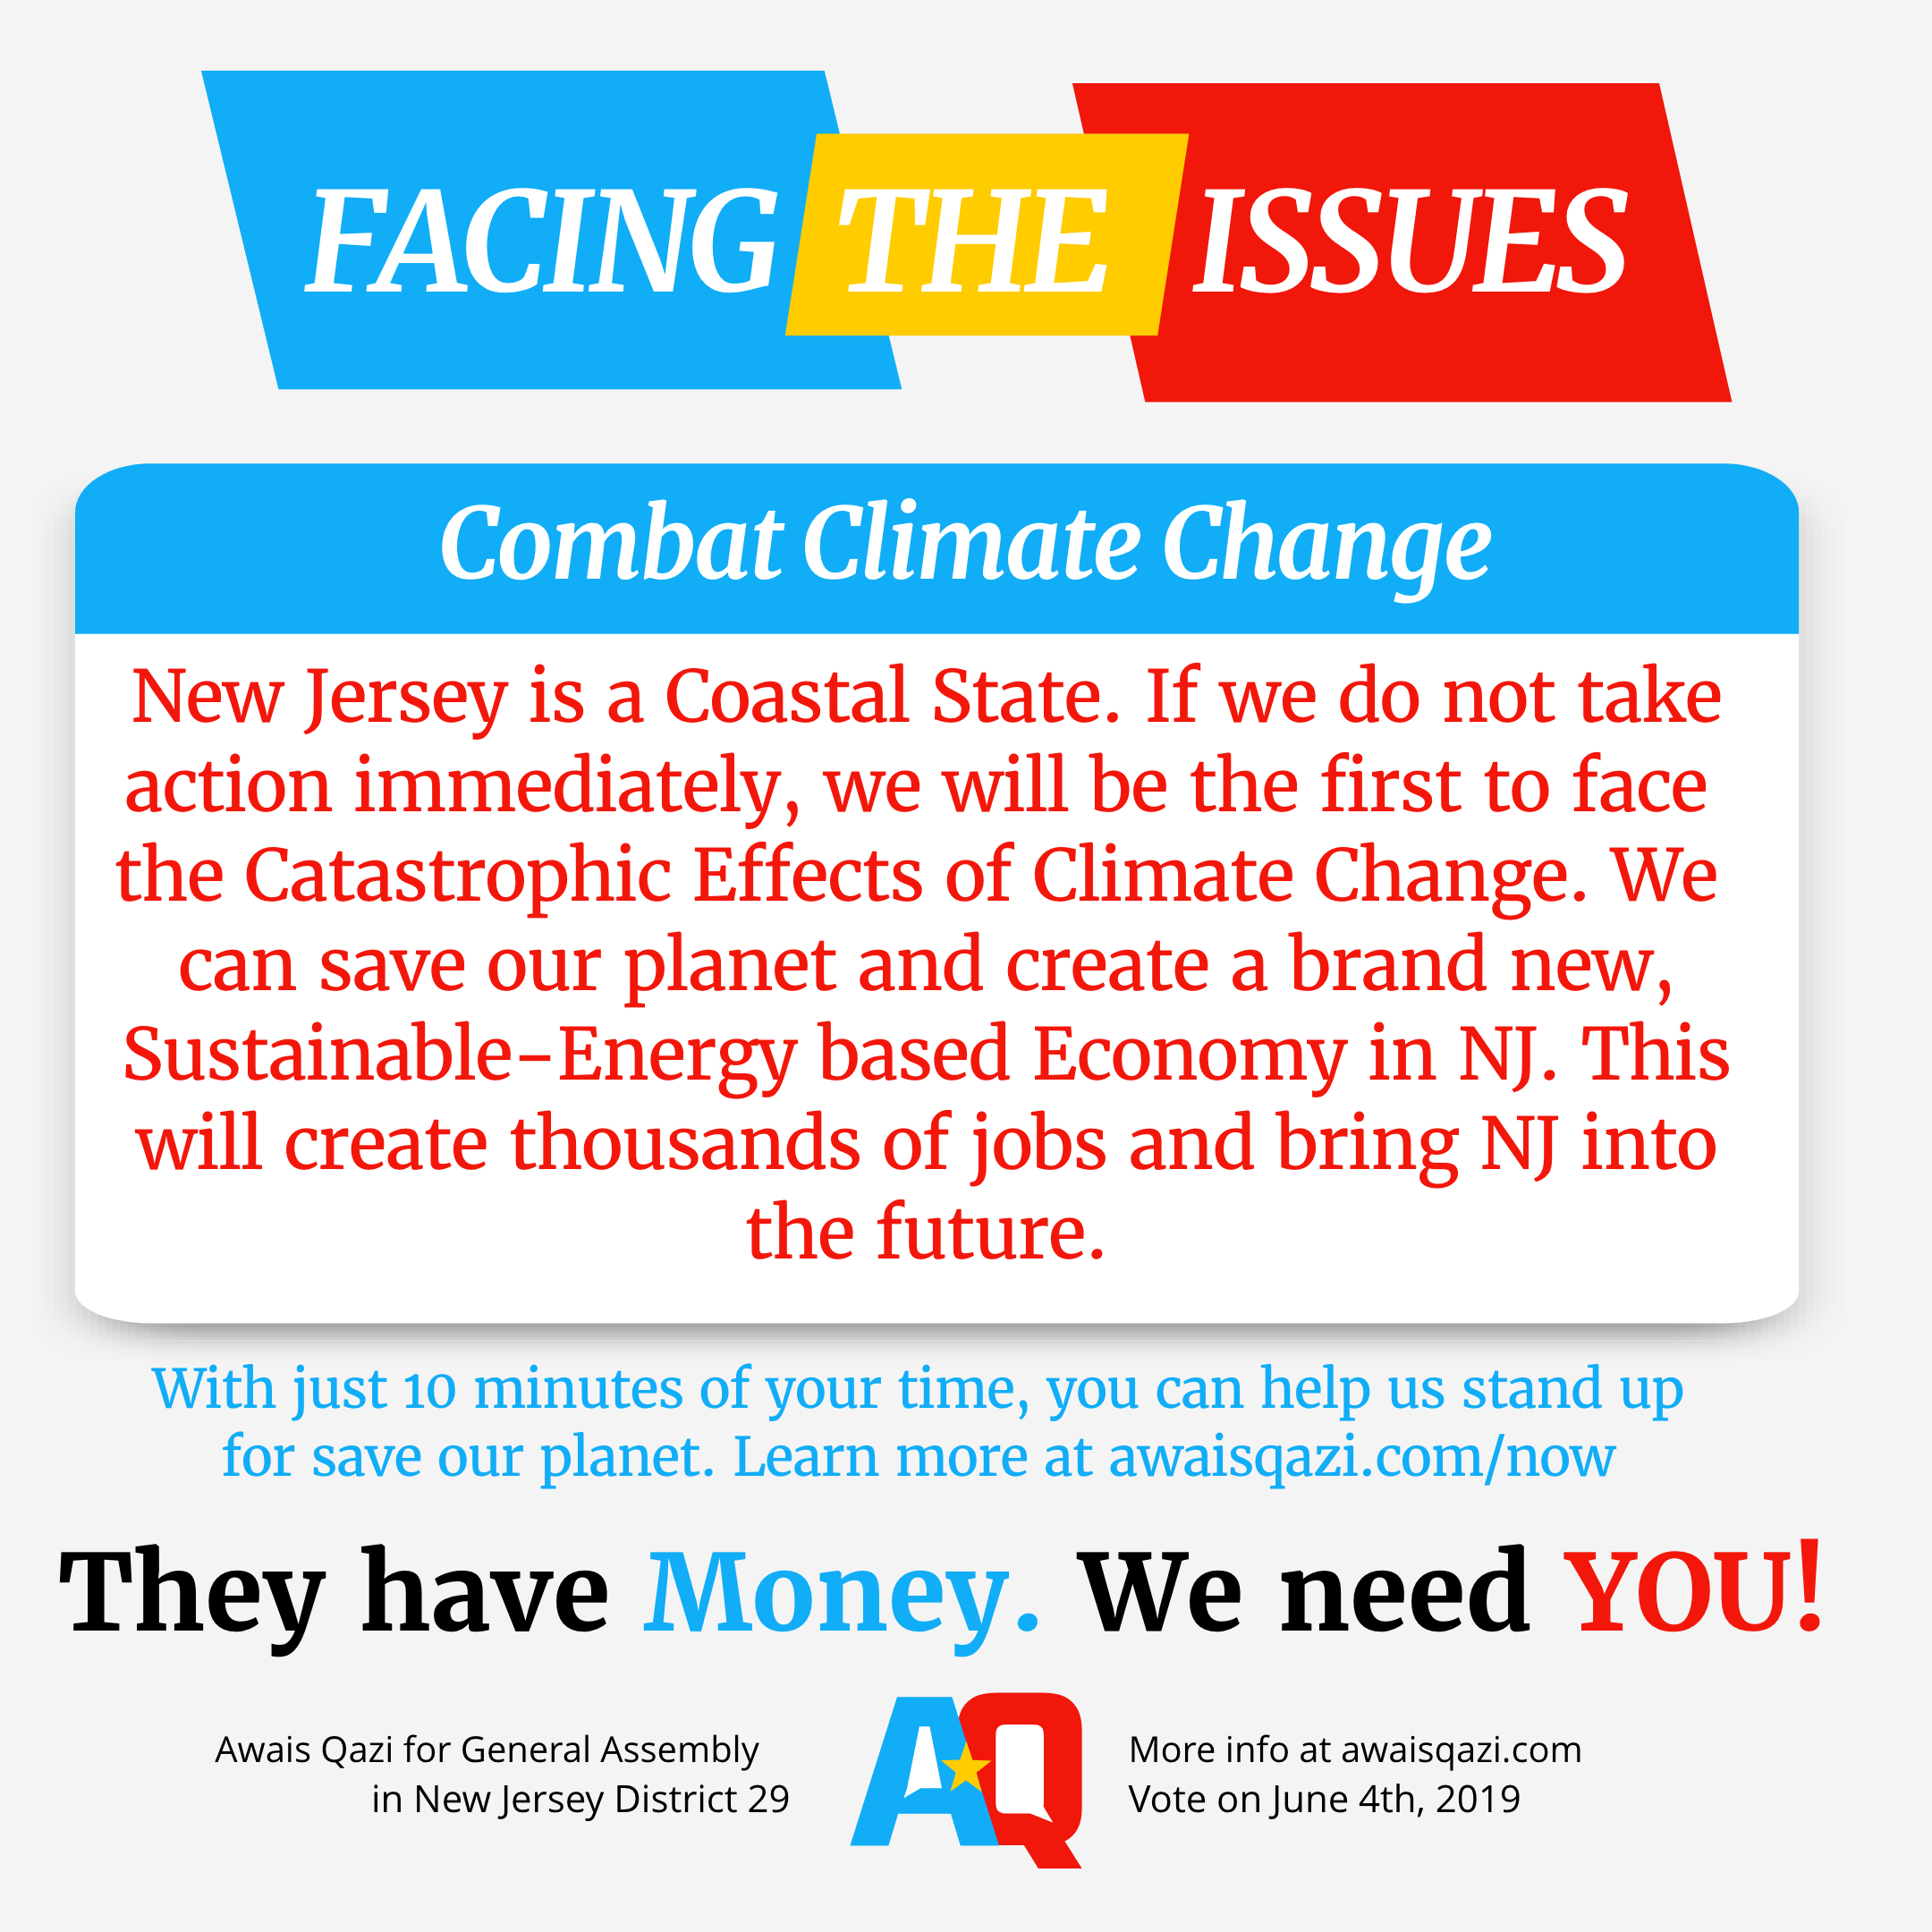 FACING THE ISSUES
Combat Climate Change
New Jersey is a Coastal State. If we do not take
action immediately, we will be the first to face
the Catastrophic Effects of Climate Change. We
can save our planet and create a brand new,
Sustainable-Energy based Economy in NJ. This
will create thousands of jobs and bring NJ into
the future.
With just 10 minutes of your time, you can help us stand up
for save our planet. Learn more at awaisqazi.com/now
They have Money. We need YOU!
Awais Qazi for General Assembly
in New Jersey District 29
AQ
More info at awaisqazi.com
Vote on June 4th, 2019